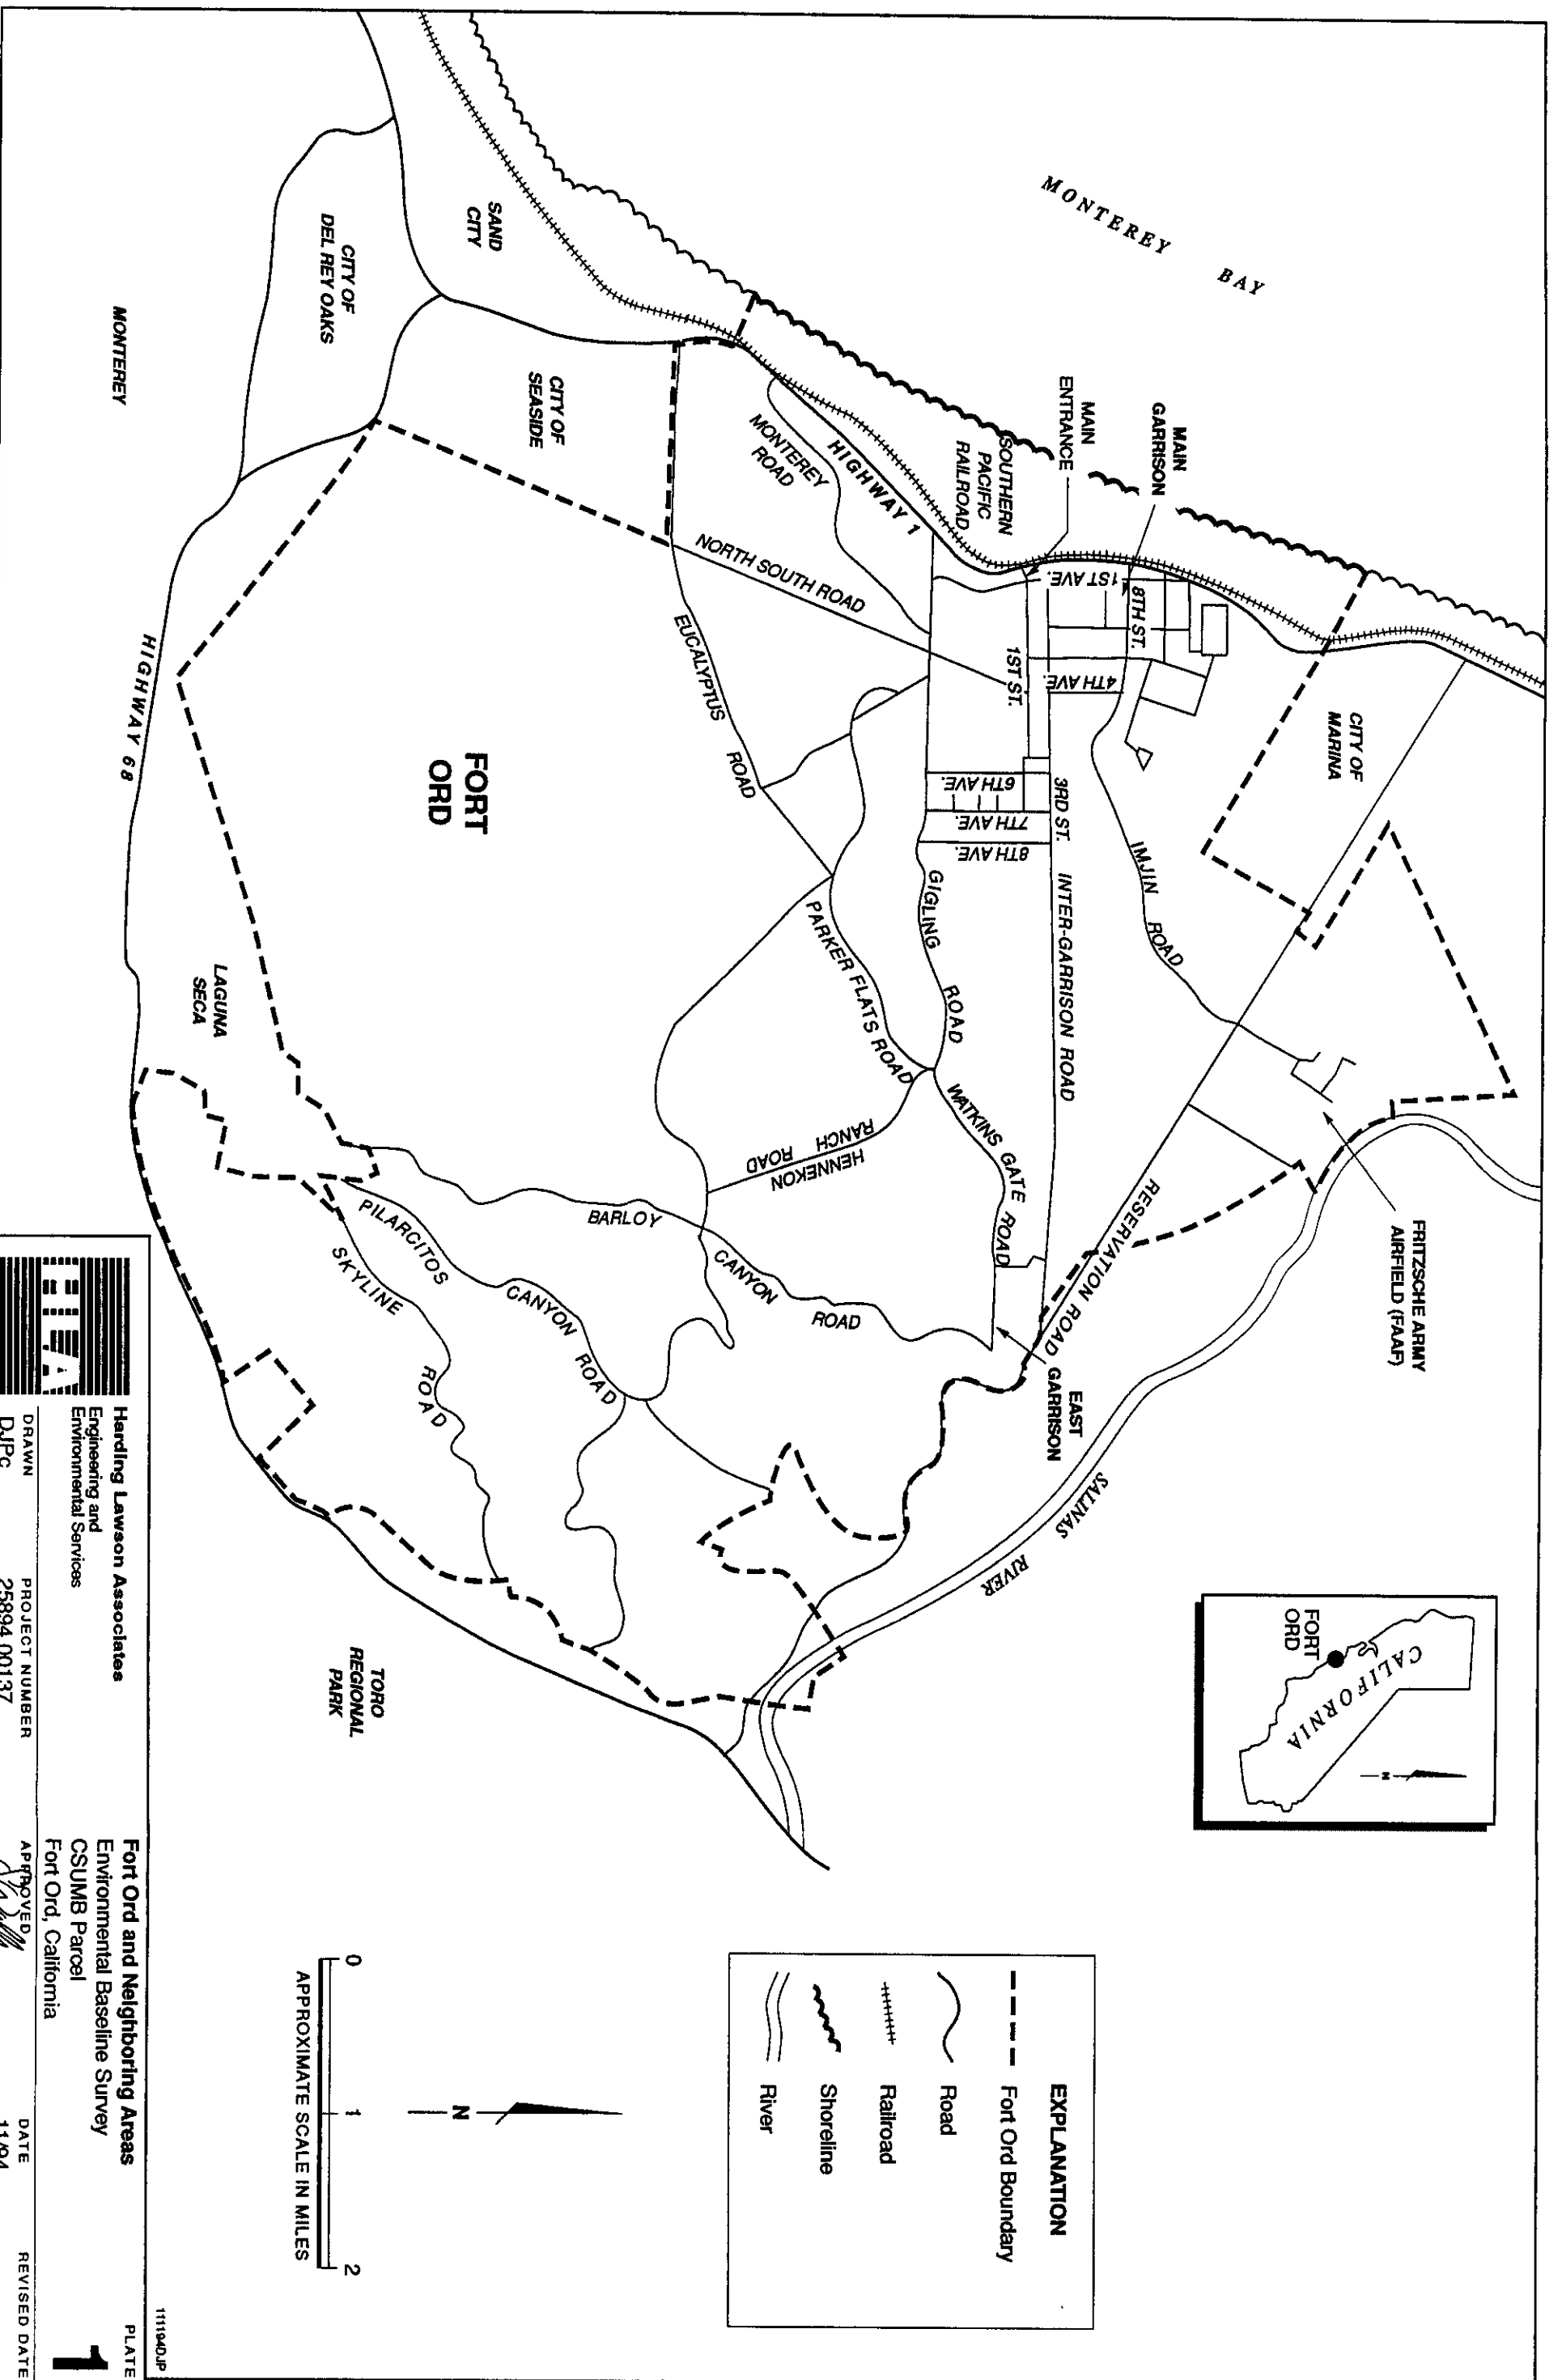 MONTEREY BAY
CITY OF
MARINA
FRITZSCHE ARMY
AIRFIELD (FAAF)
FORT
ORD
CALIFORNIA
N
MAIN
GARRISON
MAIN
ENTRANCE
SOUTHERN
PACIFIC
RAILROAD
HIGHWAY 1
MONTEREY
ROAD
1ST AVE.
8TH ST.
4TH AVE.
1ST ST.
3RD ST.
6TH AVE.
7TH AVE.
8TH AVE.
IMJIN ROAD
INTER-GARRISON ROAD
RESERVATION ROAD
GIGLING ROAD
WATKINS GATE ROAD
PARKER FLATS ROAD
HENNEKON
RANCH ROAD
NORTH SOUTH ROAD
EUCALYPTUS ROAD
EAST
GARRISON
SALINAS RIVER
SAND
CITY
CITY OF
SEASIDE
CITY OF
DEL REY OAKS
MONTEREY
FORT
ORD
HIGHWAY 68
LAGUNA
SECA
BARLOY CANYON ROAD
PILARCITOS CANYON ROAD
SKYLINE ROAD
TORO
REGIONAL
PARK
EXPLANATION
Fort Ord Boundary
Road
Railroad
Shoreline
River
N
0 1 2
APPROXIMATE SCALE IN MILES
111194DJP
HLA
Harding Lawson Associates
Engineering and
Environmental Services
Fort Ord and Neighboring Areas
Environmental Baseline Survey
CSUMB Parcel
Fort Ord, California
PLATE
1
DRAWN
DJPc
PROJECT NUMBER
25894 00137
APPROVED
DATE
11/94
REVISED DATE